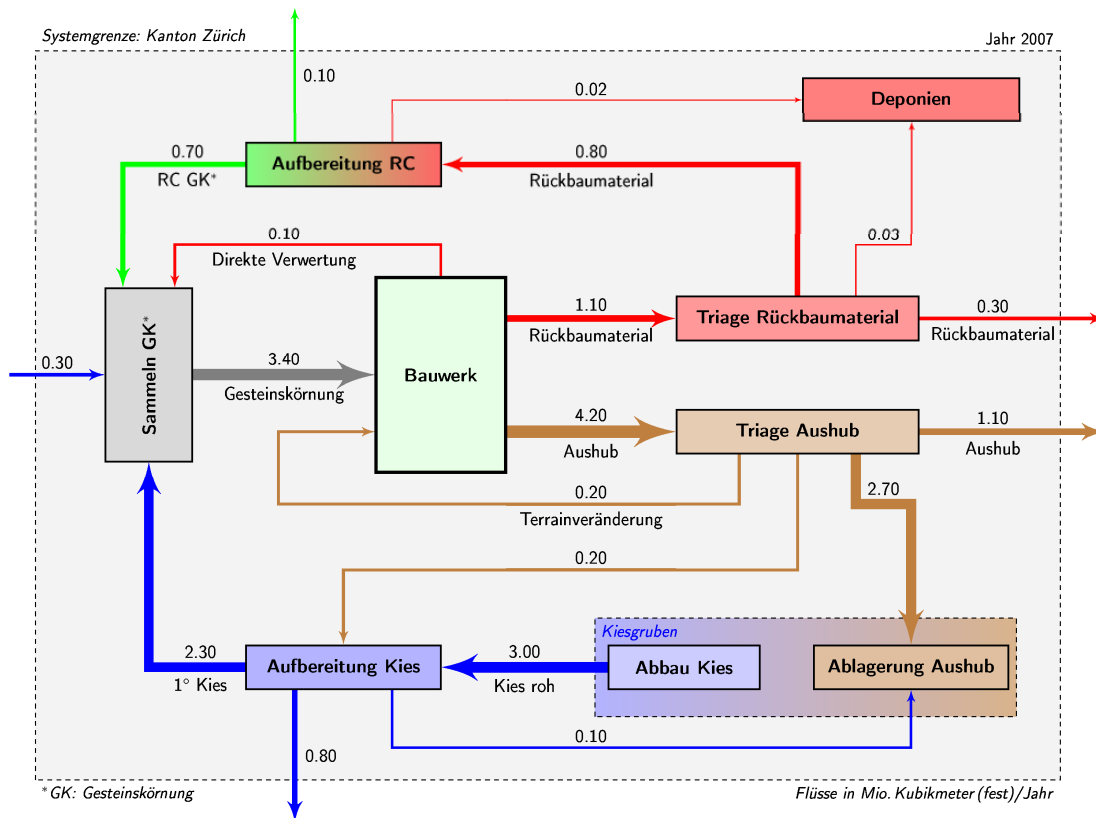 Systemgrenze: Kanton Zürich
Jahr 2007
0.10
0.02
Deponien
0.70
RC GK*
Aufbereitung RC
0.80
Rückbaumaterial
0.10
Direkte Verwertung
0.03
1.10
Rückbaumaterial
Triage Rückbaumaterial
0.30
Rückbaumaterial
0.30
Sammeln GK*
3.40
Gesteinskörnung
Bauwerk
4.20
Aushub
Triage Aushub
1.10
Aushub
0.20
Terrainveränderung
2.70
0.20
Kiesgruben
2.30
1° Kies
Aufbereitung Kies
3.00
Kies roh
Abbau Kies
Ablagerung Aushub
0.10
0.80
*GK: Gesteinskörnung
Flüsse in Mio. Kubikmeter (fest)/Jahr